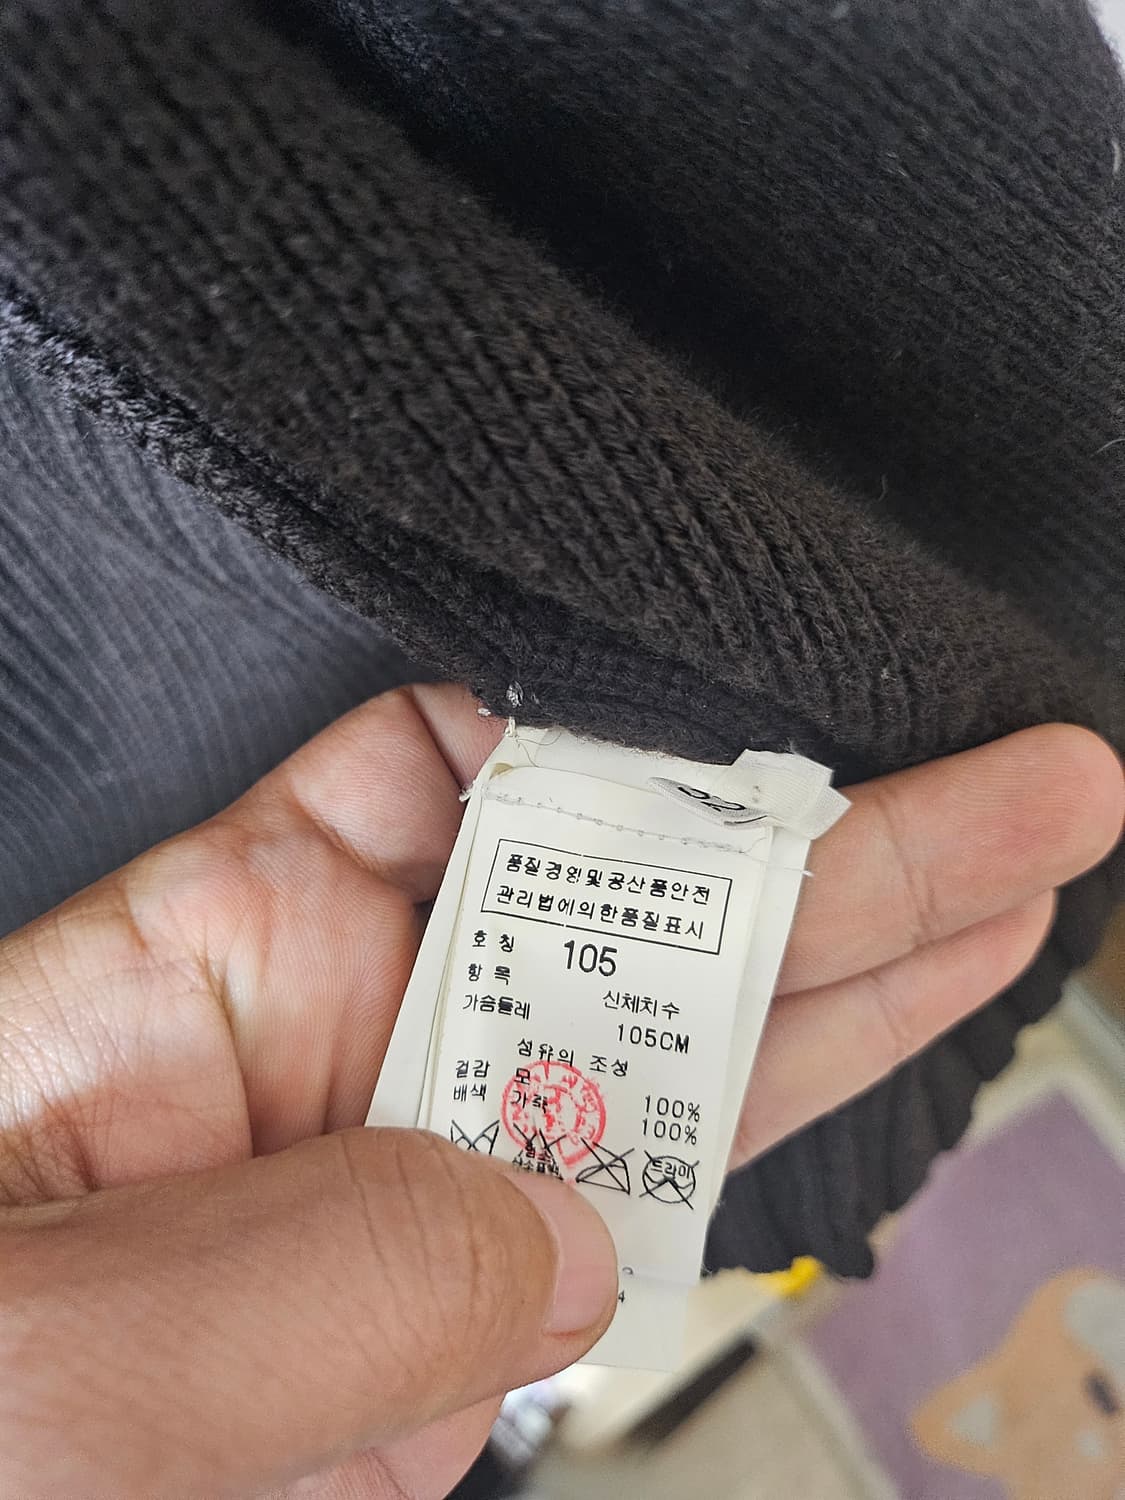 품질경영및공산품안전
관리법에의한품질표시
호칭 105
항목 신체치수
가슴둘레 105CM
섬유의 조성
겉감 모 100%
배색 가죽 100%
드라이